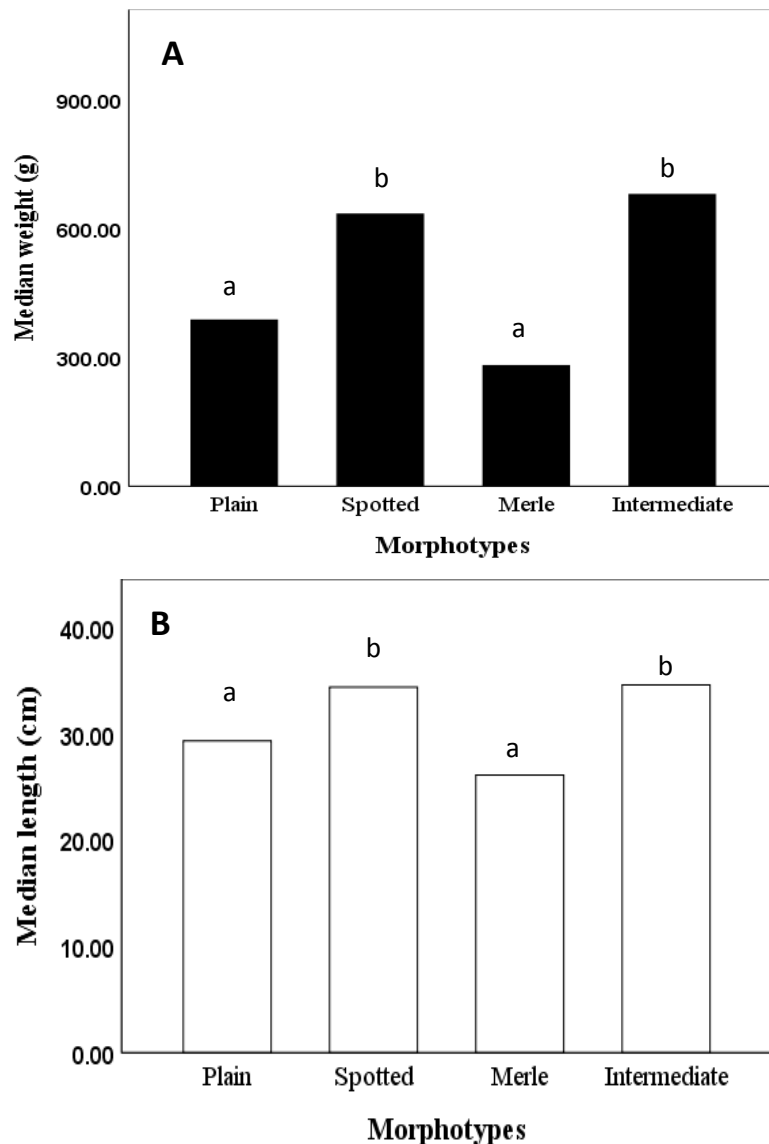 A
Median weight (g)
900.00
b
b
600.00
a
a
300.00
0.00
Plain Spotted Merle Intermediate
Morphotypes
B
Median length (cm)
40.00
b
b
a
30.00
a
20.00
10.00
0.00
Plain Spotted Merle Intermediate
Morphotypes